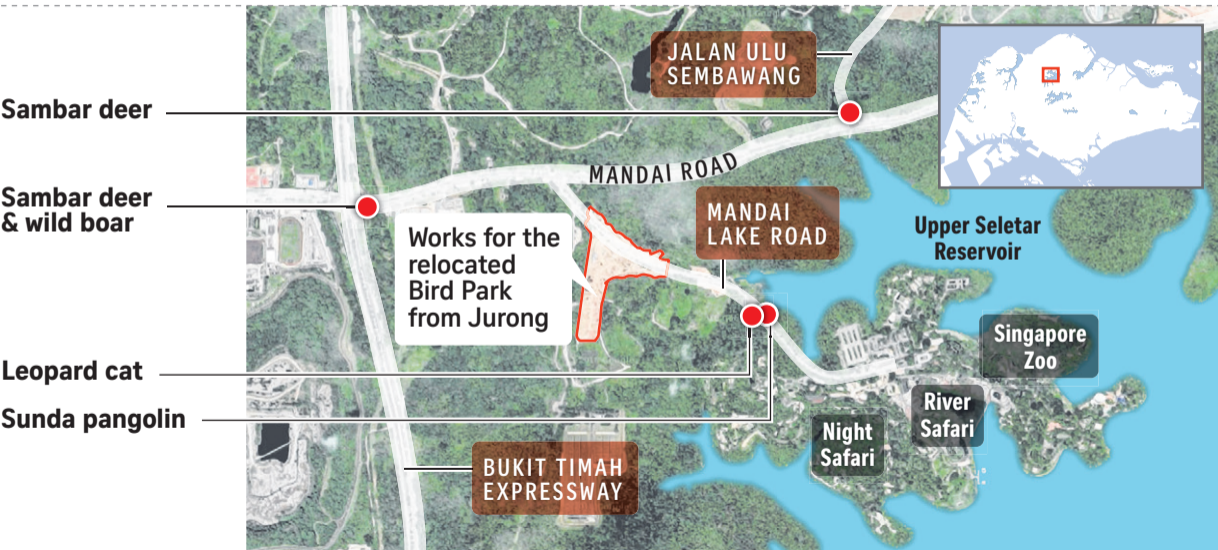 JALAN ULU
SEMBAWANG
Sambar deer
MANDAI ROAD
Sambar deer
& wild boar
MANDAI
LAKE ROAD
Upper Seletar
Reservoir
Works for the
relocated
Bird Park
from Jurong
Singapore
Zoo
Leopard cat
River
Safari
Sunda pangolin
Night
Safari
BUKIT TIMAH
EXPRESSWAY